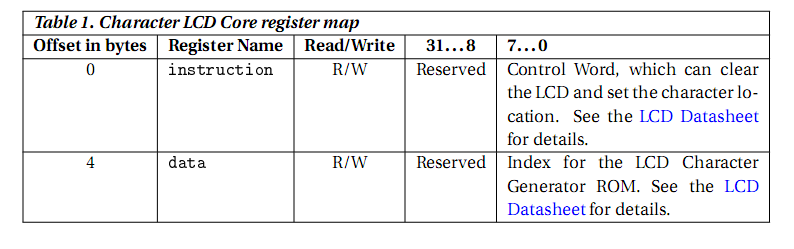 Table 1. Character LCD Core register map
Offset in bytes Register Name Read/Write 31...8 7...0
0 instruction R/W Reserved Control Word, which can clear
the LCD and set the character lo-
cation. See the LCD Datasheet
for details.
4 data R/W Reserved Index for the LCD Character
Generator ROM. See the LCD
Datasheet for details.